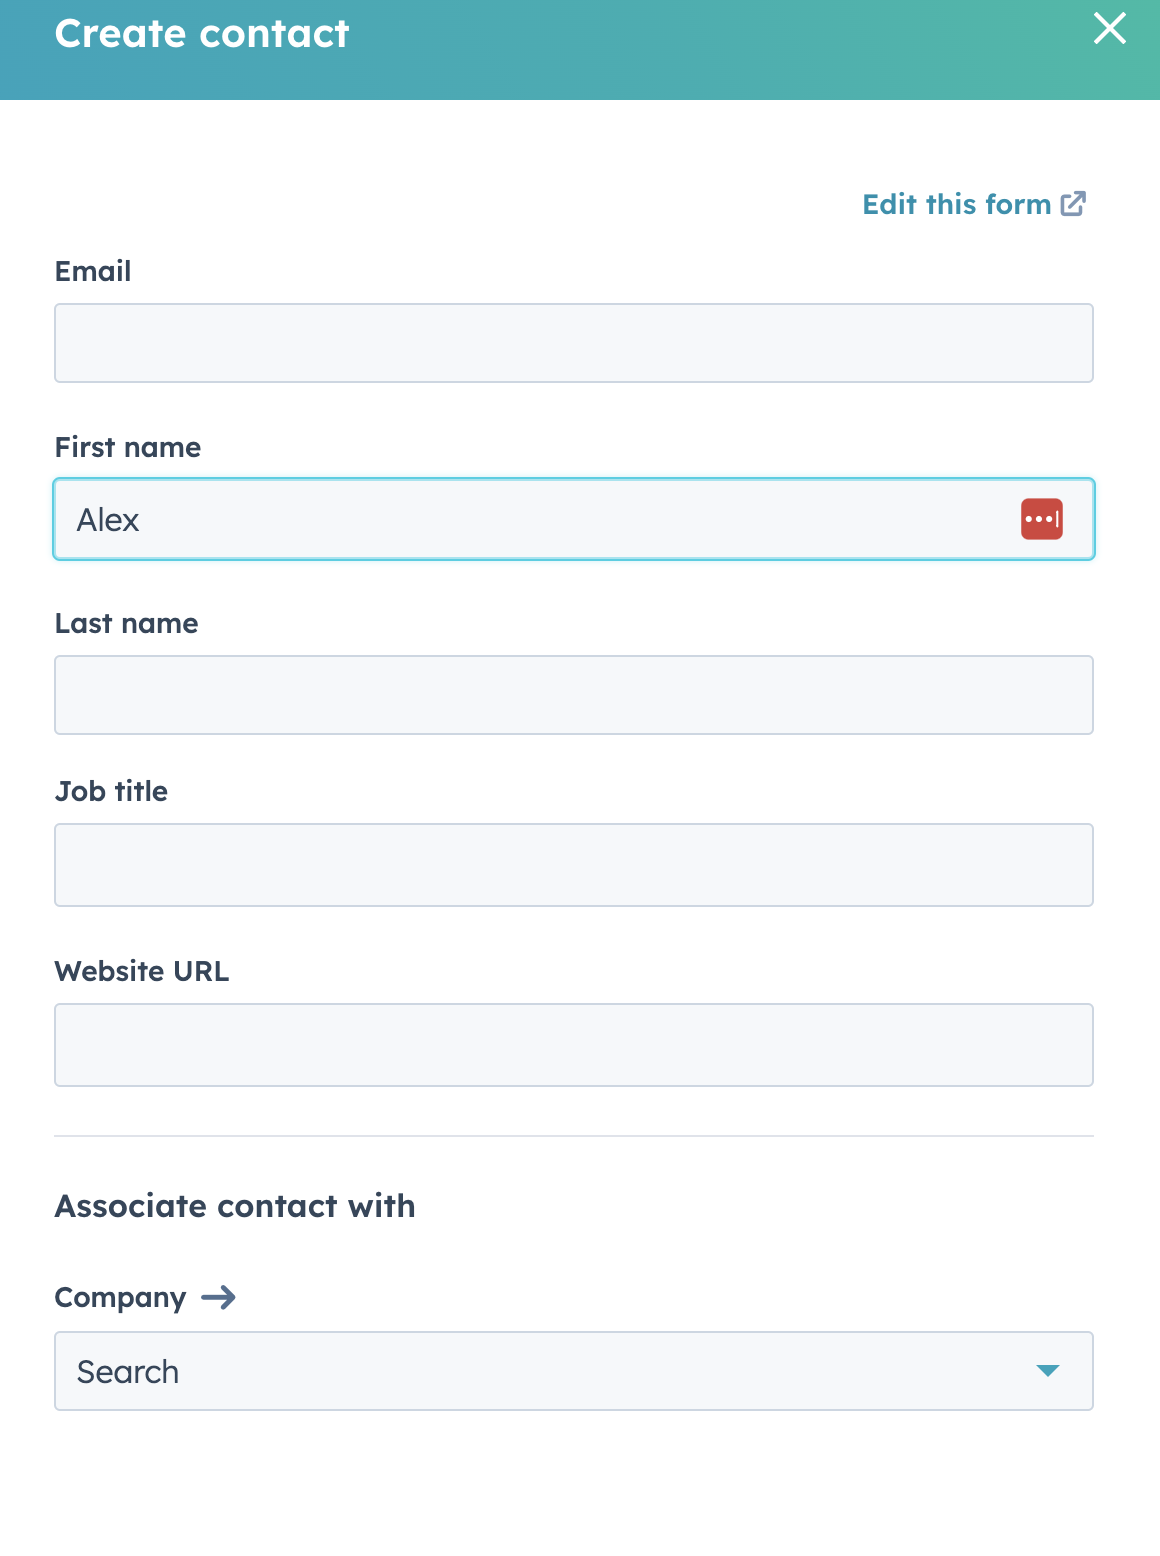 Create contact
Edit this form
Email
First name
Alex
Last name
Job title
Website URL
Associate contact with
Company
Search